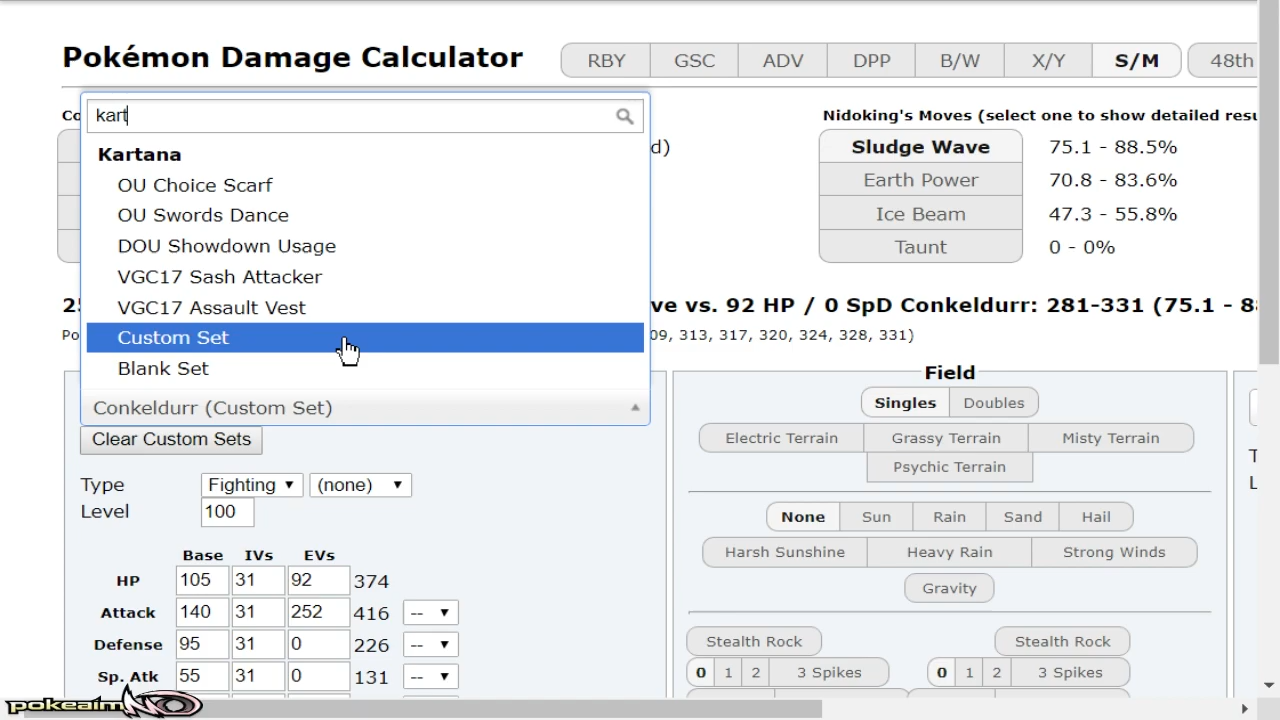 Pokémon Damage Calculator
RBY GSC ADV DPP B/W X/Y S/M 48th
Co
kart
Kartana
OU Choice Scarf
OU Swords Dance
DOU Showdown Usage
VGC17 Sash Attacker
VGC17 Assault Vest
Custom Set
Blank Set
Conkeldurr (Custom Set)
d)
Nidoking's Moves (select one to show detailed resu
Sludge Wave 75.1 - 88.5%
Earth Power 70.8 - 83.6%
Ice Beam 47.3 - 55.8%
Taunt 0 - 0%
25 ve vs. 92 HP / 0 SpD Conkeldurr: 281-331 (75.1 - 88
Po 09, 313, 317, 320, 324, 328, 331)
Clear Custom Sets
Type Fighting (none)
Level 100
Base IVs EVs
HP 105 31 92 374
Attack 140 31 252 416 --
Defense 95 31 0 226 --
Sp. Atk 55 31 0 131 --
Field
Singles Doubles
Electric Terrain Grassy Terrain Misty Terrain
Psychic Terrain
None Sun Rain Sand Hail
Harsh Sunshine Heavy Rain Strong Winds
Gravity
Stealth Rock Stealth Rock
0 1 2 3 Spikes 0 1 2 3 Spikes
T
L
pokeaimMD